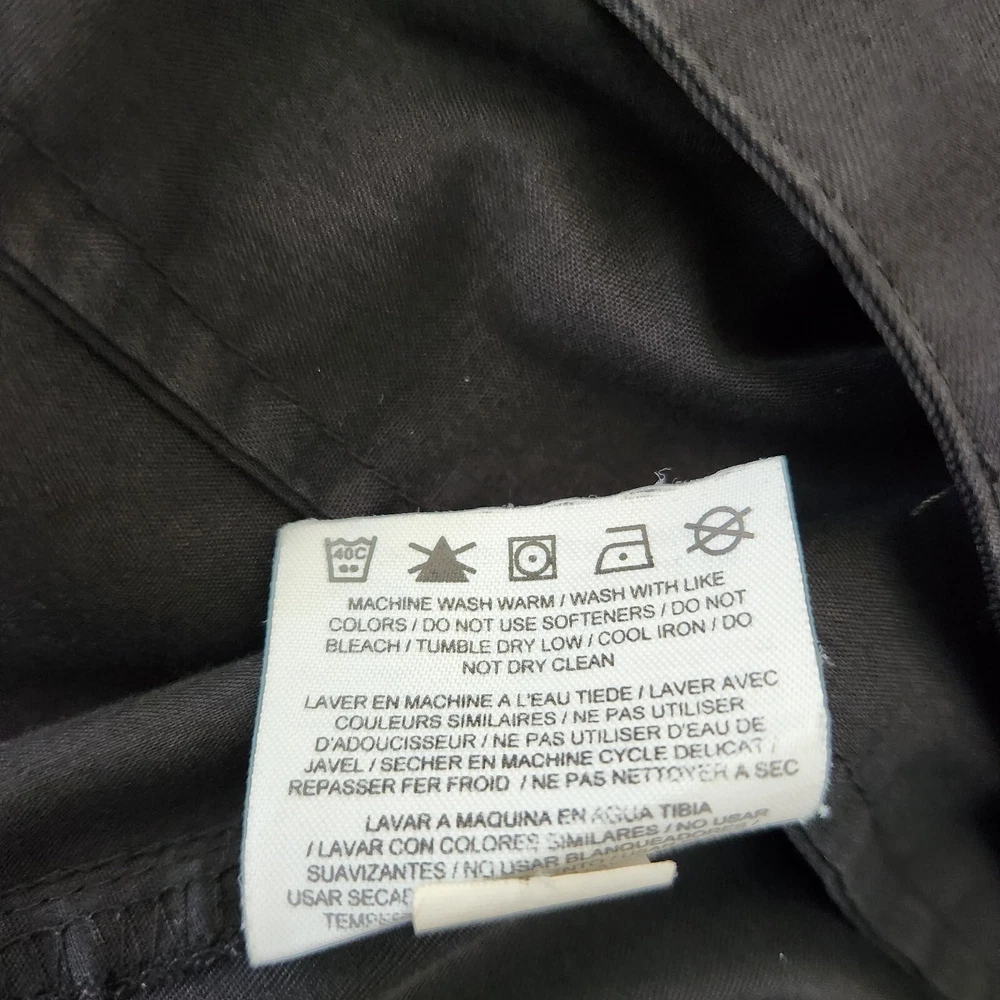 40C
MACHINE WASH WARM / WASH WITH LIKE
COLORS / DO NOT USE SOFTENERS / DO NOT
BLEACH / TUMBLE DRY LOW / COOL IRON / DO
NOT DRY CLEAN
LAVER EN MACHINE A L'EAU TIEDE / LAVER AVEC
COULEURS SIMILAIRES / NE PAS UTILISER
D'ADOUCISSEUR / NE PAS UTILISER D'EAU DE
JAVEL / SECHER EN MACHINE CYCLE DELICAT /
REPASSER FER FROID / NE PAS NETTOYER A SEC
LAVAR A MAQUINA EN AGUA TIBIA
/ LAVAR CON COLORES SIMILARES / NO USAR
SUAVIZANTES / NO USAR BLANQUEADORES /
USAR